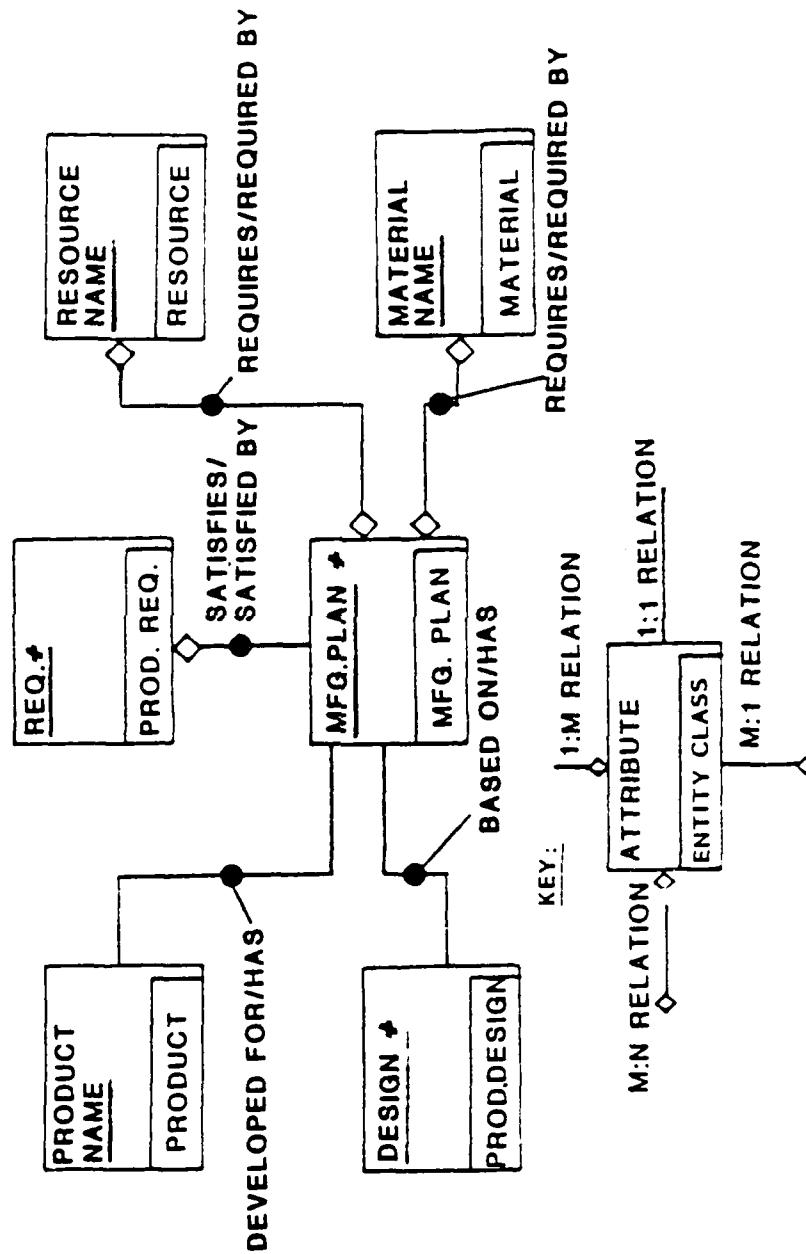 PRODUCT
NAME
PRODUCT
REQ.#
PROD. REQ.
RESOURCE
NAME
RESOURCE
DEVELOPED FOR/HAS
SATISFIES/
SATISFIED BY
REQUIRES/REQUIRED BY
DESIGN #
PROD.DESIGN
MFG.PLAN #
MFG. PLAN
MATERIAL
NAME
MATERIAL
BASED ON/HAS
REQUIRES/REQUIRED BY
KEY:
1:M RELATION
M:N RELATION
ATTRIBUTE
ENTITY CLASS
1:1 RELATION
M:1 RELATION